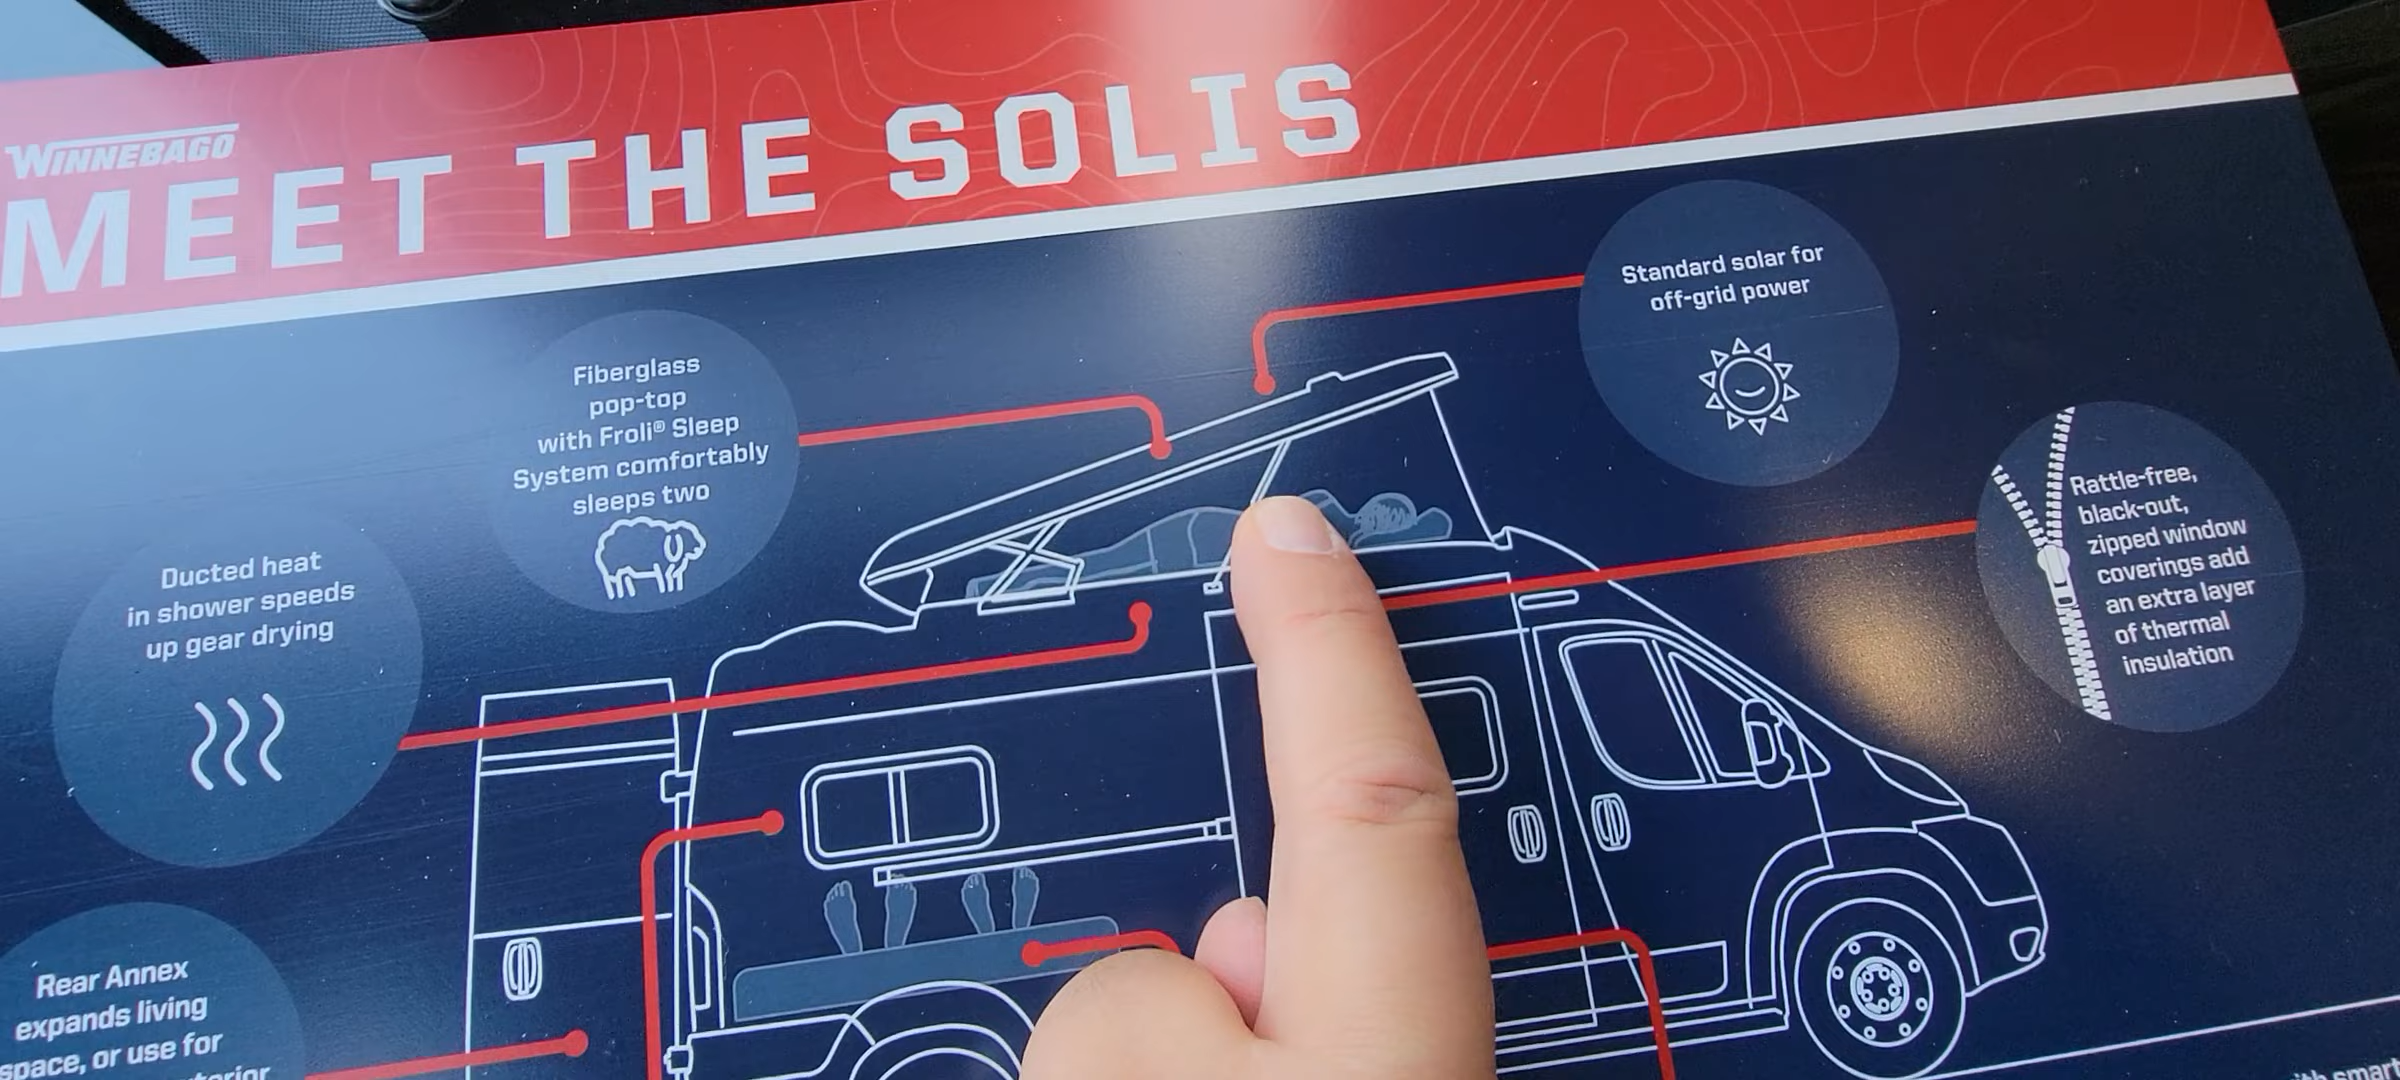 WINNEBAGO
MEET THE SOLIS
Standard solar for
off-grid power
Fiberglass
pop-top
with Froli® Sleep
System comfortably
sleeps two
Rattle-free,
black-out,
zipped window
coverings add
an extra layer
of thermal
insulation
Ducted heat
in shower speeds
up gear drying
Rear Annex
expands living
space, or use for
smart